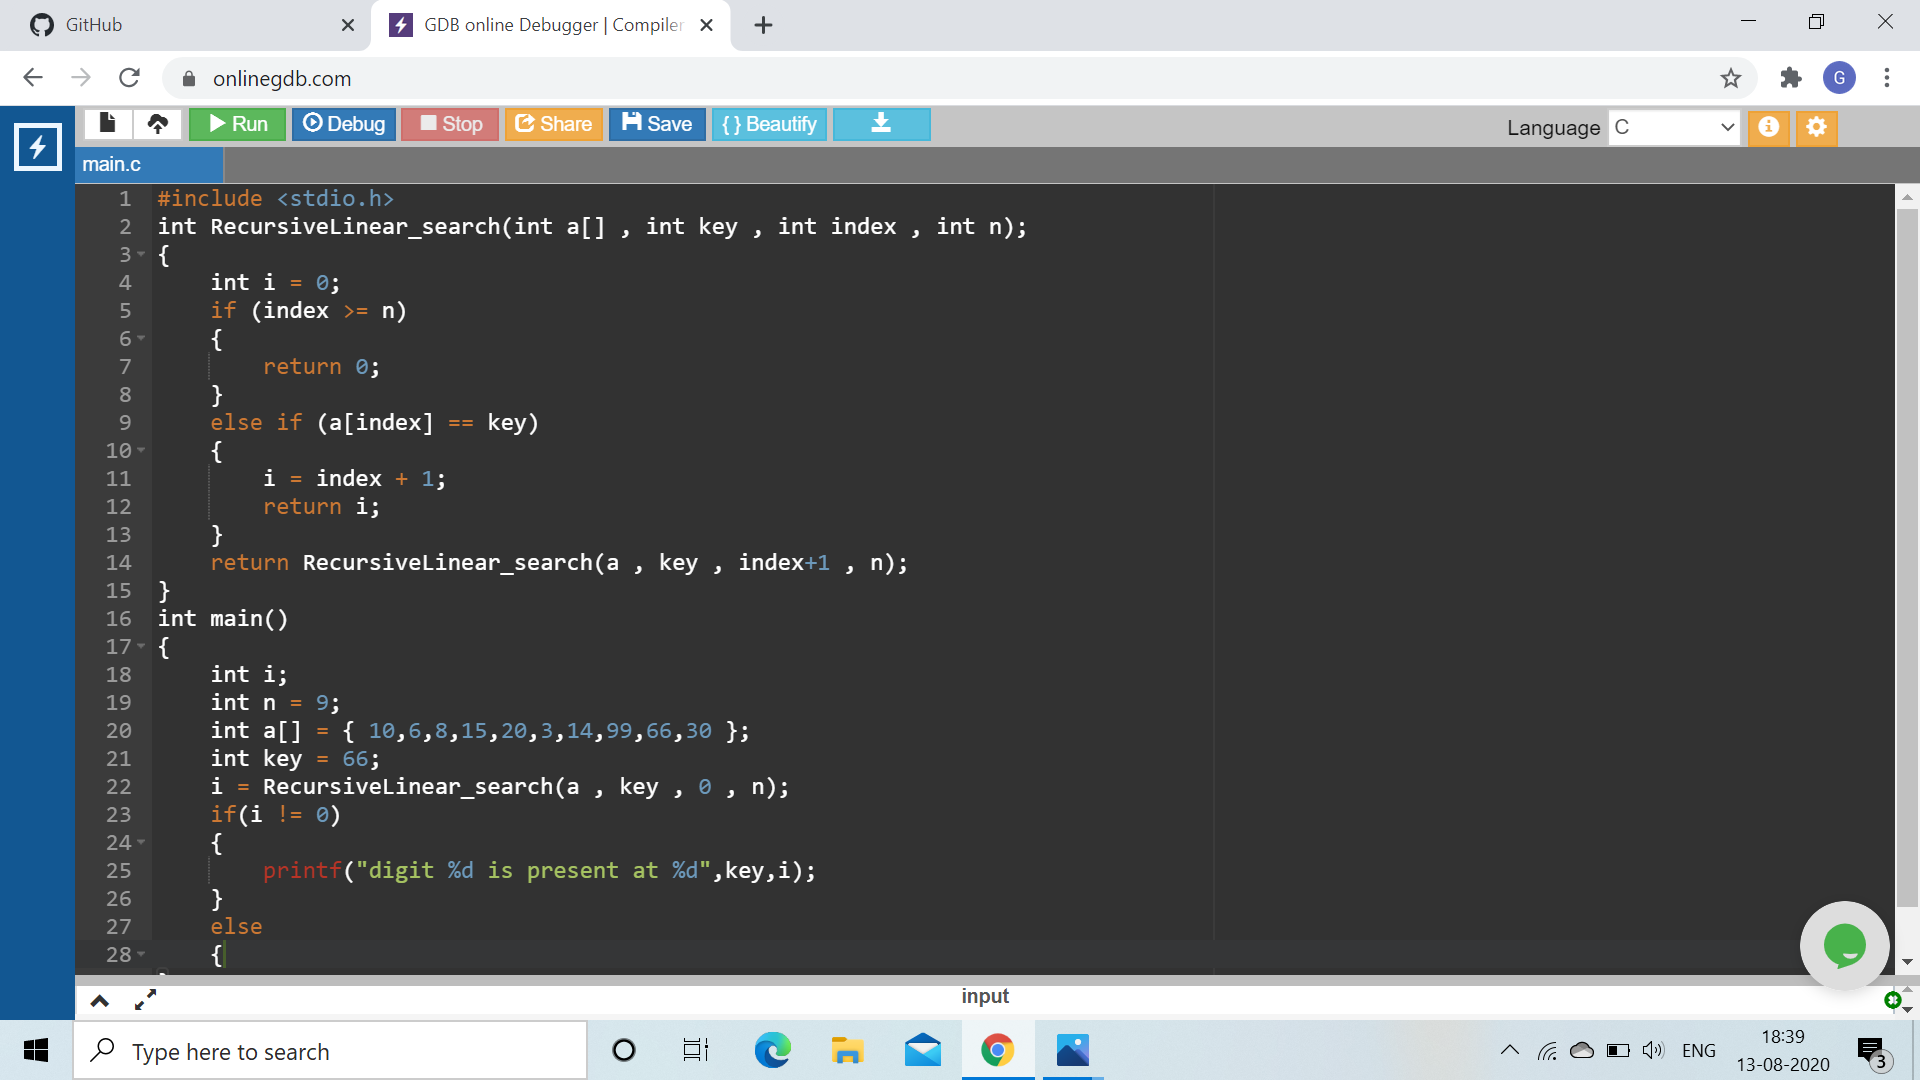 GitHub
GDB online Debugger | Compiler
onlinegdb.com
G
Run
Debug
Stop
Share
Save
{ } Beautify
Language C
main.c
1 #include <stdio.h>
2 int RecursiveLinear_search(int a[] , int key , int index , int n);
3 {
4 int i = 0;
5 if (index >= n)
6 {
7 return 0;
8 }
9 else if (a[index] == key)
10 {
11 i = index + 1;
12 return i;
13 }
14 return RecursiveLinear_search(a , key , index+1 , n);
15 }
16 int main()
17 {
18 int i;
19 int n = 9;
20 int a[] = { 10,6,8,15,20,3,14,99,66,30 };
21 int key = 66;
22 i = RecursiveLinear_search(a , key , 0 , n);
23 if(i != 0)
24 {
25 printf("digit %d is present at %d",key,i);
26 }
27 else
28 {
input
Type here to search
ENG
18:39
13-08-2020
3